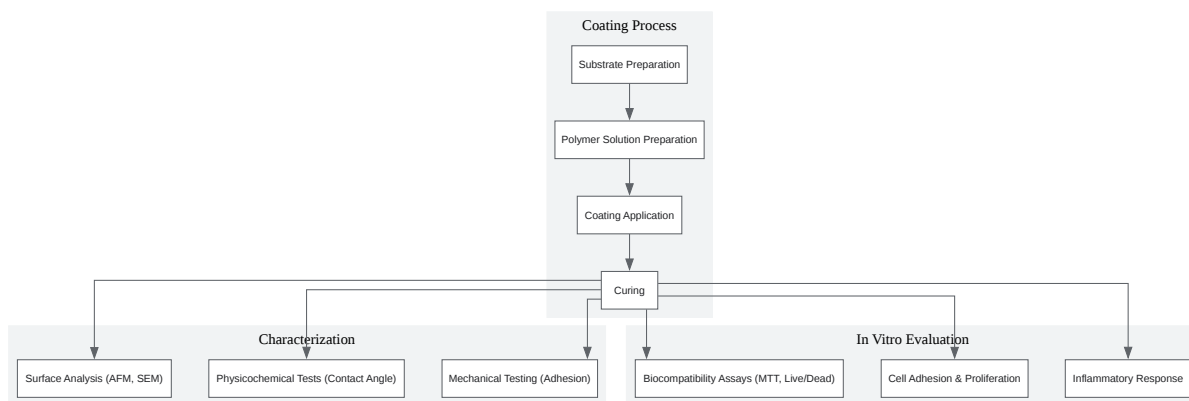 Coating Process
Substrate Preparation
Polymer Solution Preparation
Coating Application
Curing
Characterization
In Vitro Evaluation
Surface Analysis (AFM, SEM)
Physicochemical Tests (Contact Angle)
Mechanical Testing (Adhesion)
Biocompatibility Assays (MTT, Live/Dead)
Cell Adhesion & Proliferation
Inflammatory Response